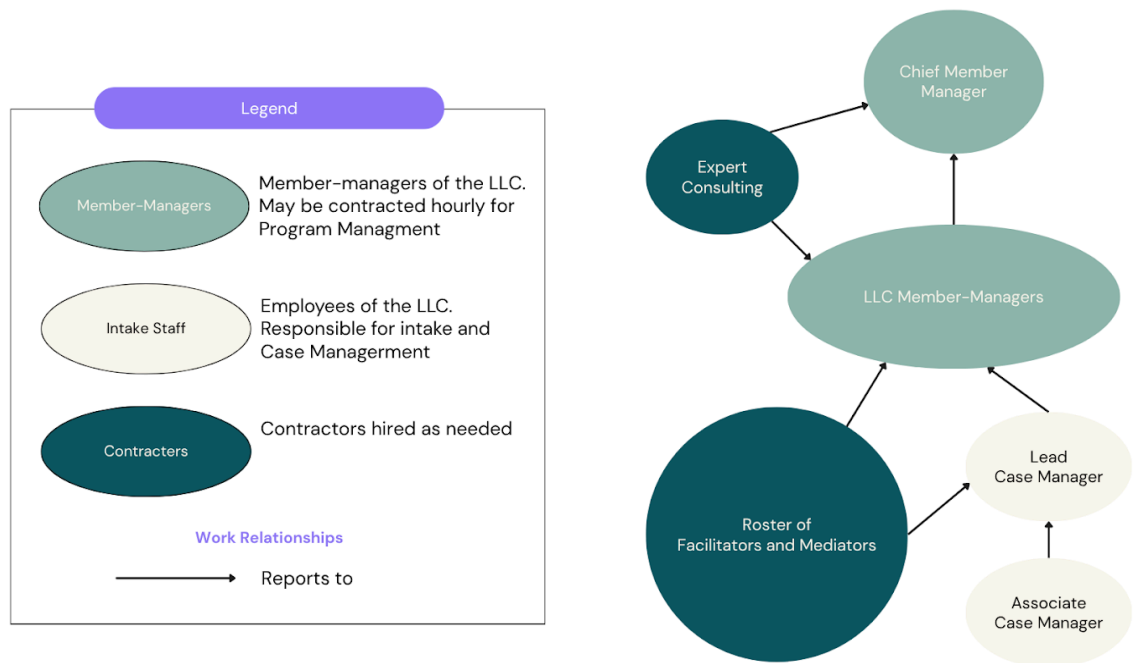 Legend
Member-Managers
Member-managers of the LLC.
May be contracted hourly for
Program Managment
Intake Staff
Employees of the LLC.
Responsible for intake and
Case Managerment
Contracters
Contractors hired as needed
Work Relationships
Reports to
Chief Member
Manager
Expert
Consulting
LLC Member-Managers
Roster of
Facilitators and Mediators
Lead
Case Manager
Associate
Case Manager